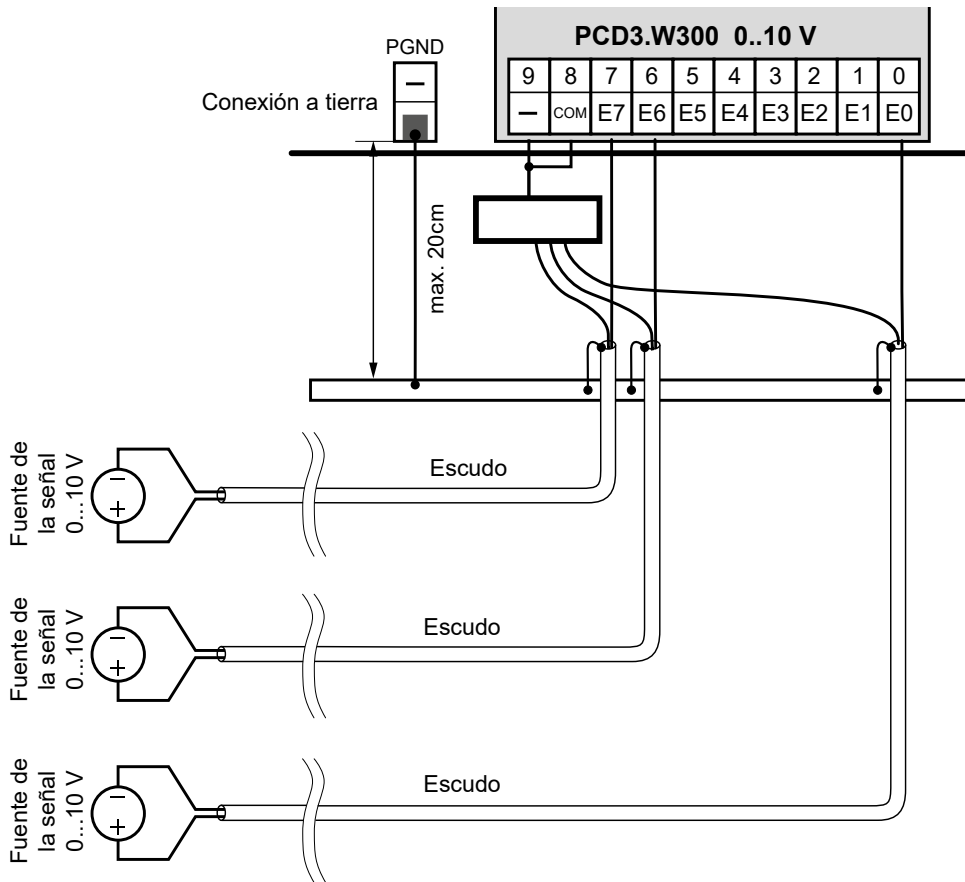 PCD3.W300 0..10 V
PGND
9 8 7 6 5 4 3 2 1 0
–
– COM E7 E6 E5 E4 E3 E2 E1 E0
Conexión a tierra
max. 20cm
Fuente de
la señal
0...10 V
–
+
Escudo
Fuente de
la señal
0...10 V
–
+
Escudo
Fuente de
la señal
0...10 V
–
+
Escudo